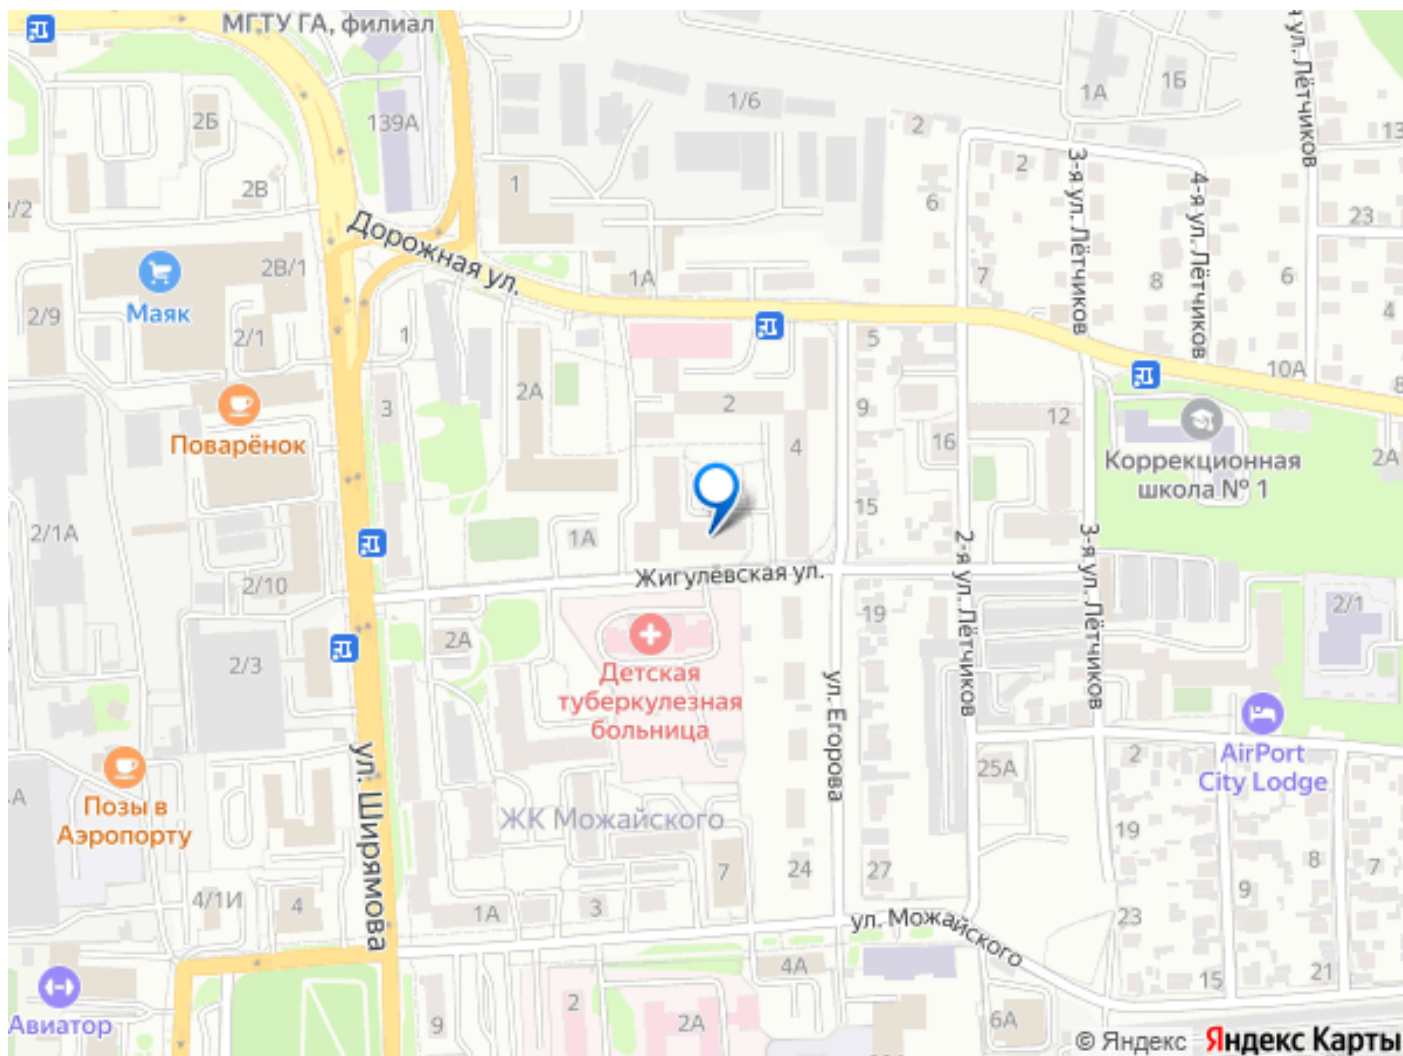 МГТУ ГА, филиал
139А
2Б
2В
2/2
1/6
1А
1Б
2
2
13
6
1
3-я ул. Лётчиков
4-я ул. Лётчиков
ул. Лётчиков
23
Дорожная ул.
2В/1
Маяк
2/9
2/1
1
1А
7
8
6
4
5
10А
8
Поварёнок
3
2А
2
9
4
16
12
Коррекционная
школа № 1
2А
2/1А
15
1А
2/10
Жигулёвская ул.
2-я ул. Лётчиков
3-я ул. Лётчиков
19
2/1
2/3
2А
Детская
туберкулезная
больница
ул. Егорова
AirPort
City Lodge
25А
2
Позы в
Аэропорту
ул. Ширямова
ЖК Можайского
19
8
7
7
24
27
9
4/1И
4
1А
3
ул. Можайского
23
15
21
4А
Авиатор
9
2
2А
6А
© Яндекс Яндекс Карты